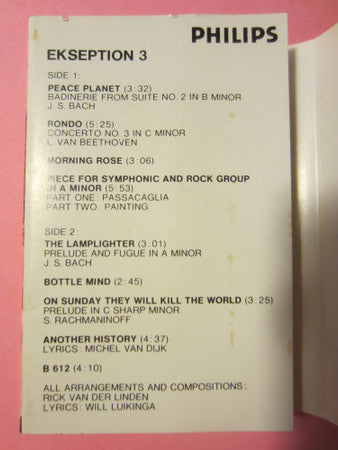 PHILIPS
EKSEPTION 3
SIDE 1:
PEACE PLANET (3:32)
BADINERIE FROM SUITE NO. 2 IN B MINOR
J. S. BACH
RONDO (5:25)
CONCERTO NO. 3 IN C MINOR
L. VAN BEETHOVEN
MORNING ROSE (3:06)
PIECE FOR SYMPHONIC AND ROCK GROUP
IN A MINOR (5:53)
PART ONE: PASSACAGLIA
PART TWO: PAINTING
SIDE 2:
THE LAMPLIGHTER (3:01)
PRELUDE AND FUGUE IN A MINOR
J. S. BACH
BOTTLE MIND (2:45)
ON SUNDAY THEY WILL KILL THE WORLD (3:25)
PRELUDE IN C SHARP MINOR
S. RACHMANINOFF
ANOTHER HISTORY (4:37)
LYRICS: MICHEL VAN DIJK
B 612 (4:10)
ALL ARRANGEMENTS AND COMPOSITIONS:
RICK VAN DER LINDEN
LYRICS: WILL LUIKINGA